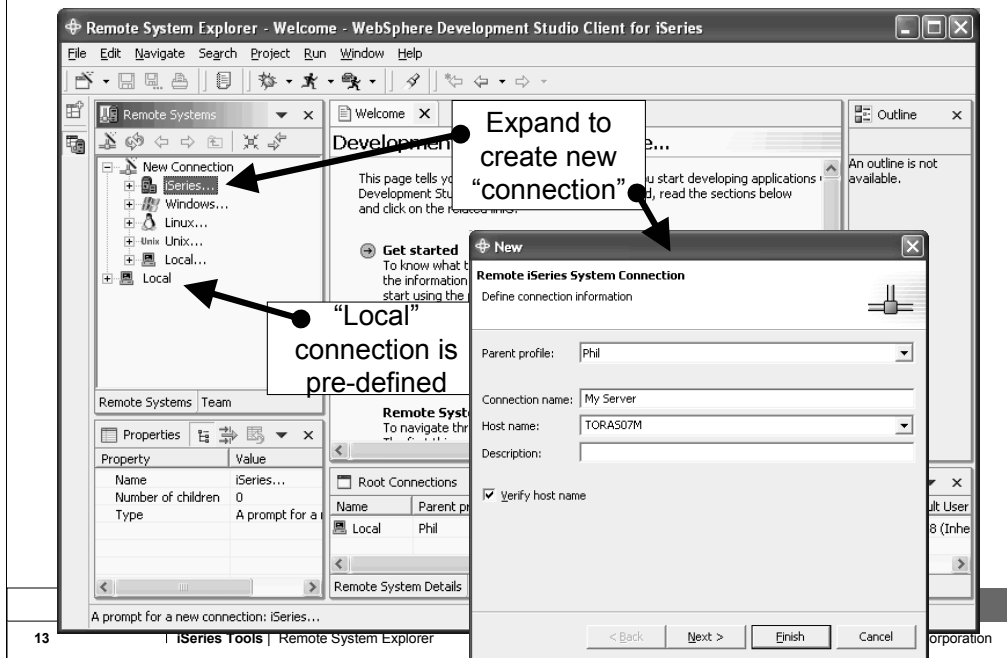 Remote System Explorer - Welcome - WebSphere Development Studio Client for iSeries
File Edit Navigate Search Project Run Window Help
Remote Systems
New Connection
iSeries...
Windows...
Linux...
Unix Unix...
Local...
Local
Remote Systems Team
Welcome
Expand to
create new
“connection”
This page tells
start developing applications
Development
read the sections below
and click on the
Get started
To know what
the information
start using the
“Local”
connection is
pre-defined
Remote
To navigate
Outline
An outline is not
available.
New
Remote iSeries System Connection
Define connection information
Parent profile: Phil
Connection name: My Server
Host name: TORAS07M
Description:
Verify host name
< Back Next > Finish Cancel
Properties
Property Value
Name iSeries...
Number of children 0
Type A prompt for a
Root Connections
Name Parent
Local Phil
User
Remote System Details
A prompt for a new connection: iSeries...
13 iSeries Tools | Remote System Explorer